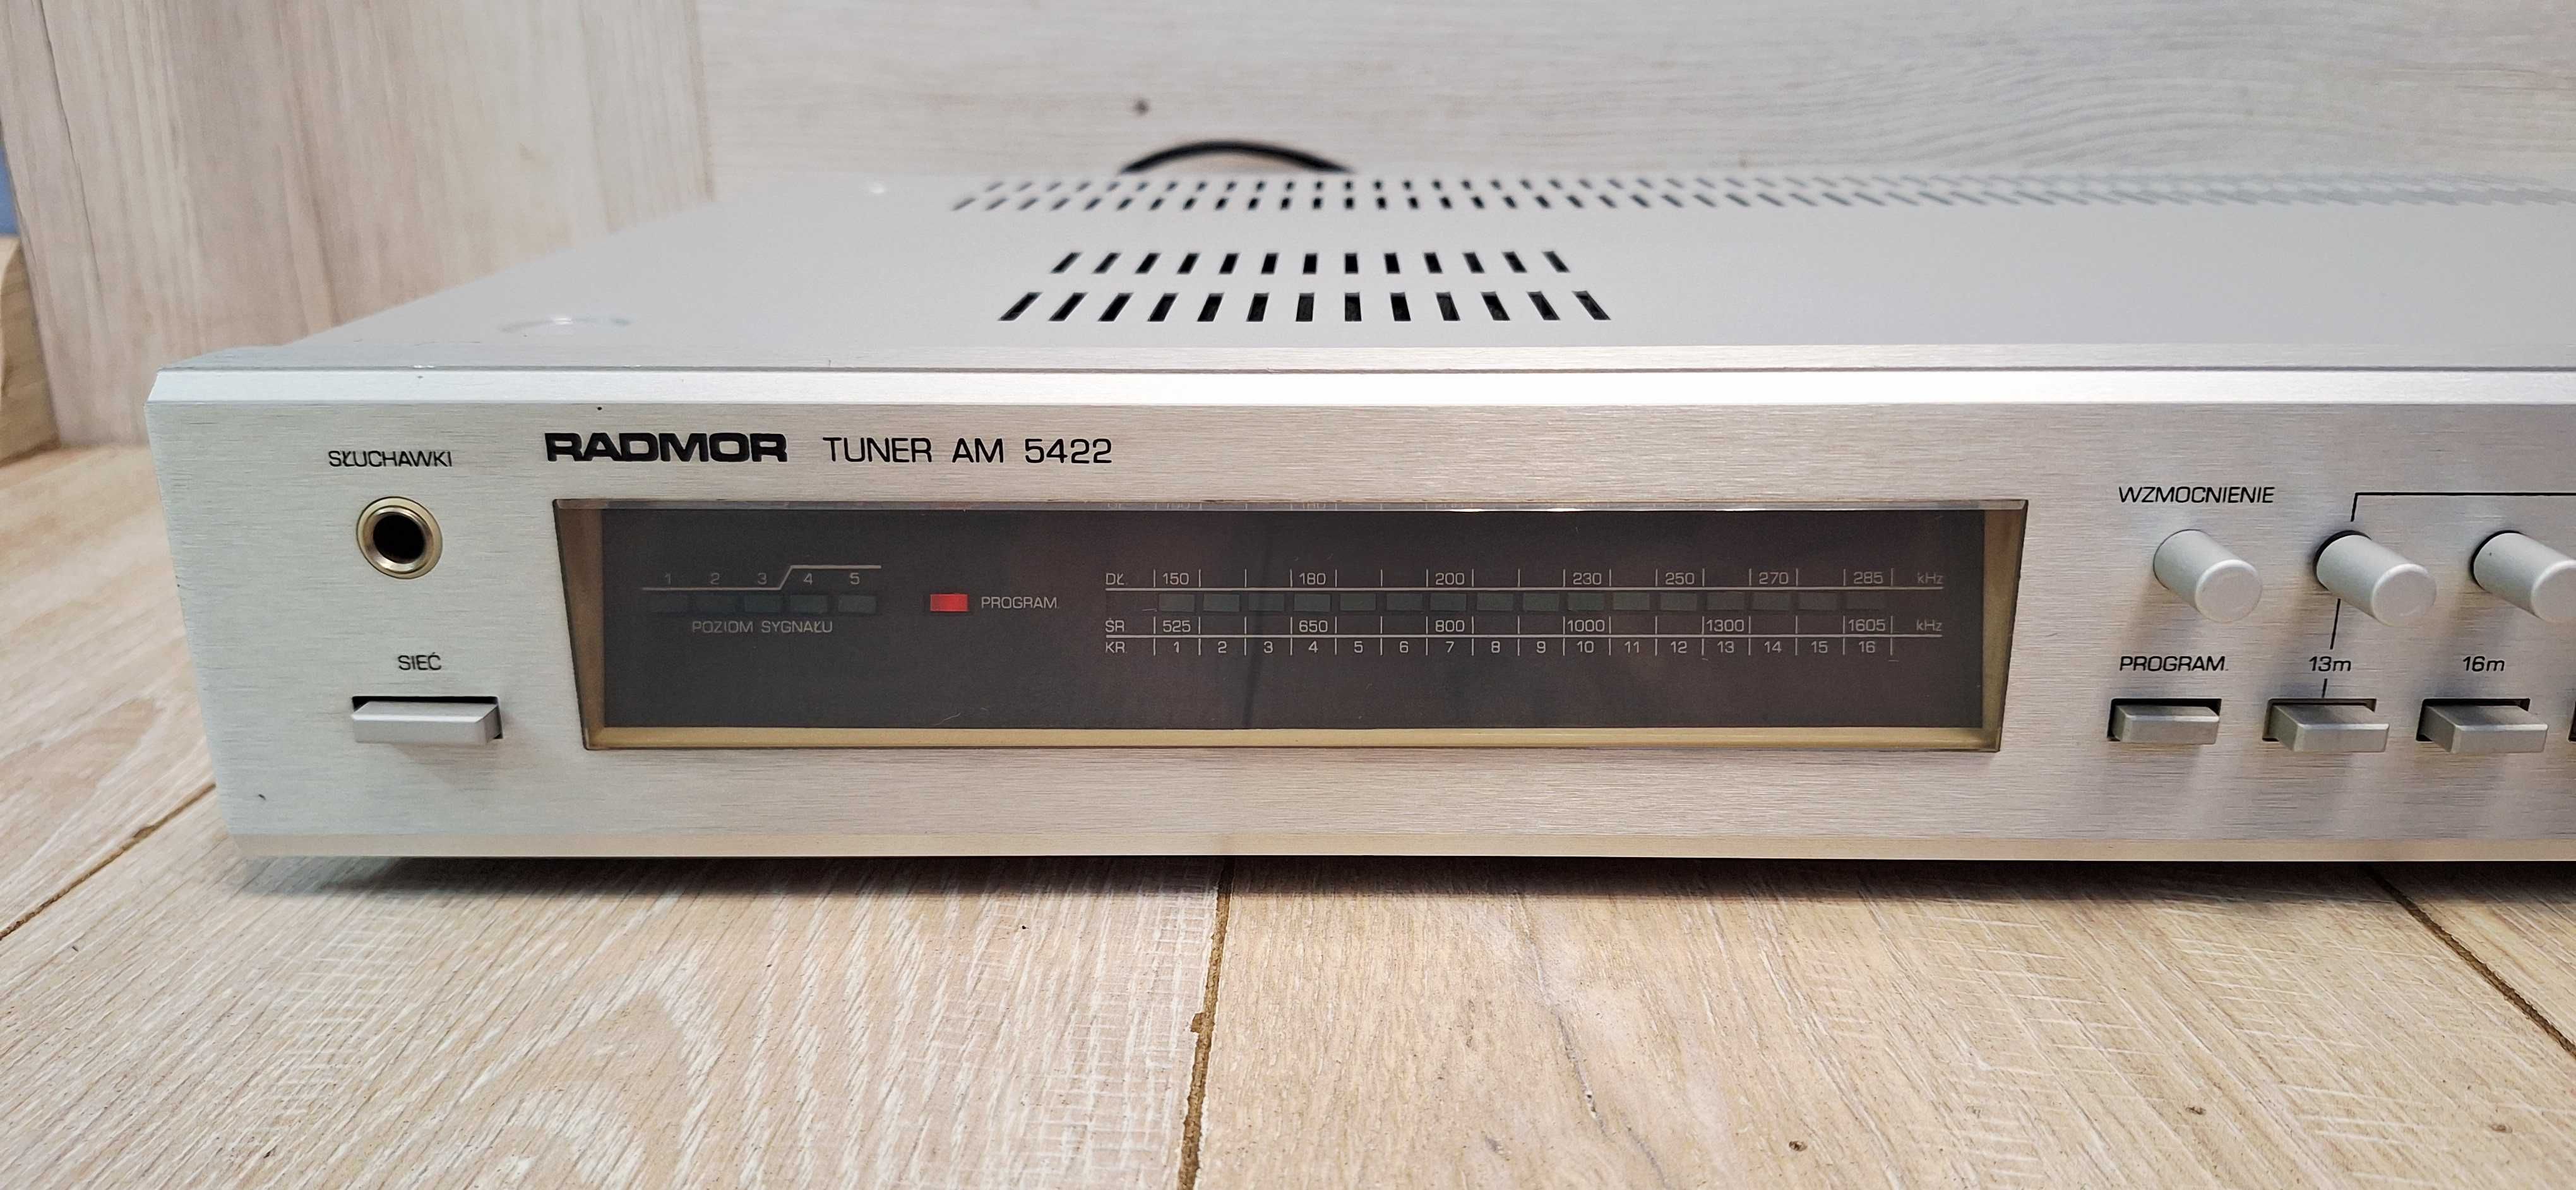 SŁUCHAWKI
RADMOR TUNER AM 5422
1 2 3 4 5
POZIOM SYGNAŁU
PROGRAM.
DŁ. 150 180 200 230 250 270 285 kHz
ŚR 525 650 800 1000 1300 1605 kHz
KR. 1 2 3 4 5 6 7 8 9 10 11 12 13 14 15 16
SIEĆ
WZMOCNIENIE
PROGRAM. 13m 16m